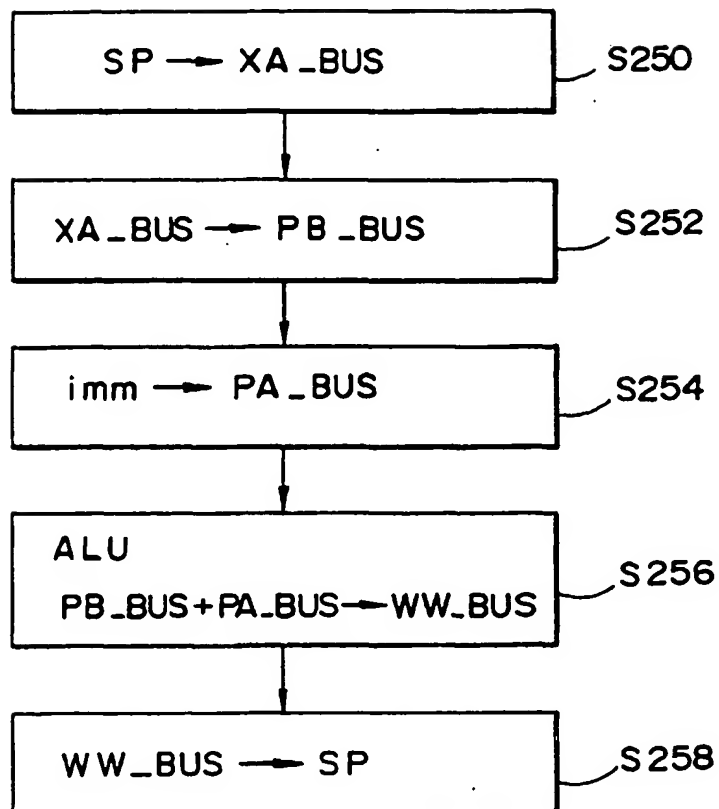 SP → XA_BUS
S250
XA_BUS → PB_BUS
S252
imm → PA_BUS
S254
ALU
PB_BUS+PA_BUS→WW_BUS
S256
WW_BUS → SP
S258